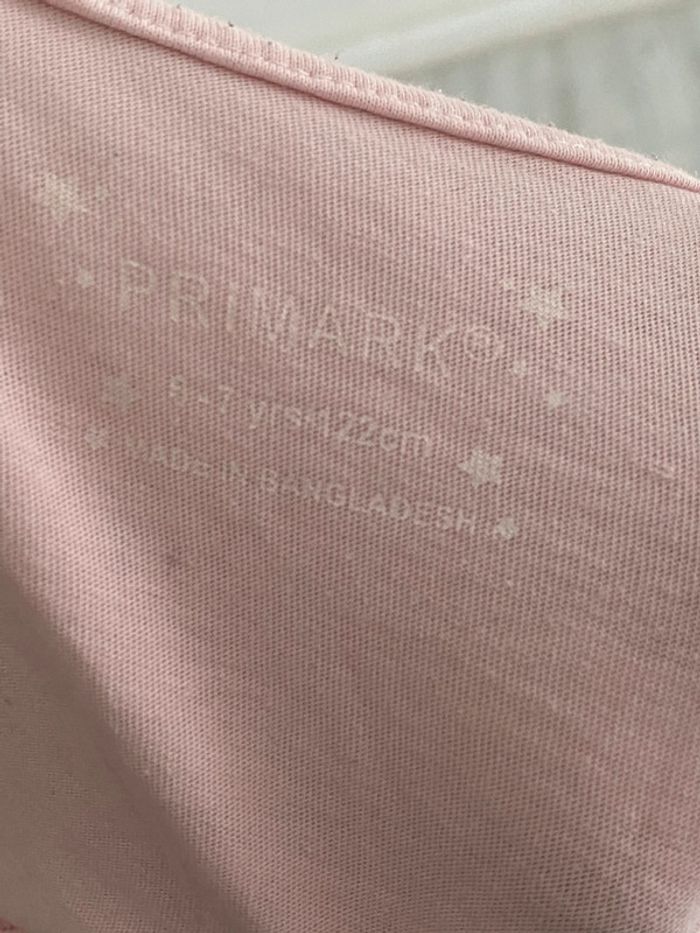 PRIMARK®
6-7 yrs 122cm
MADE IN BANGLADESH